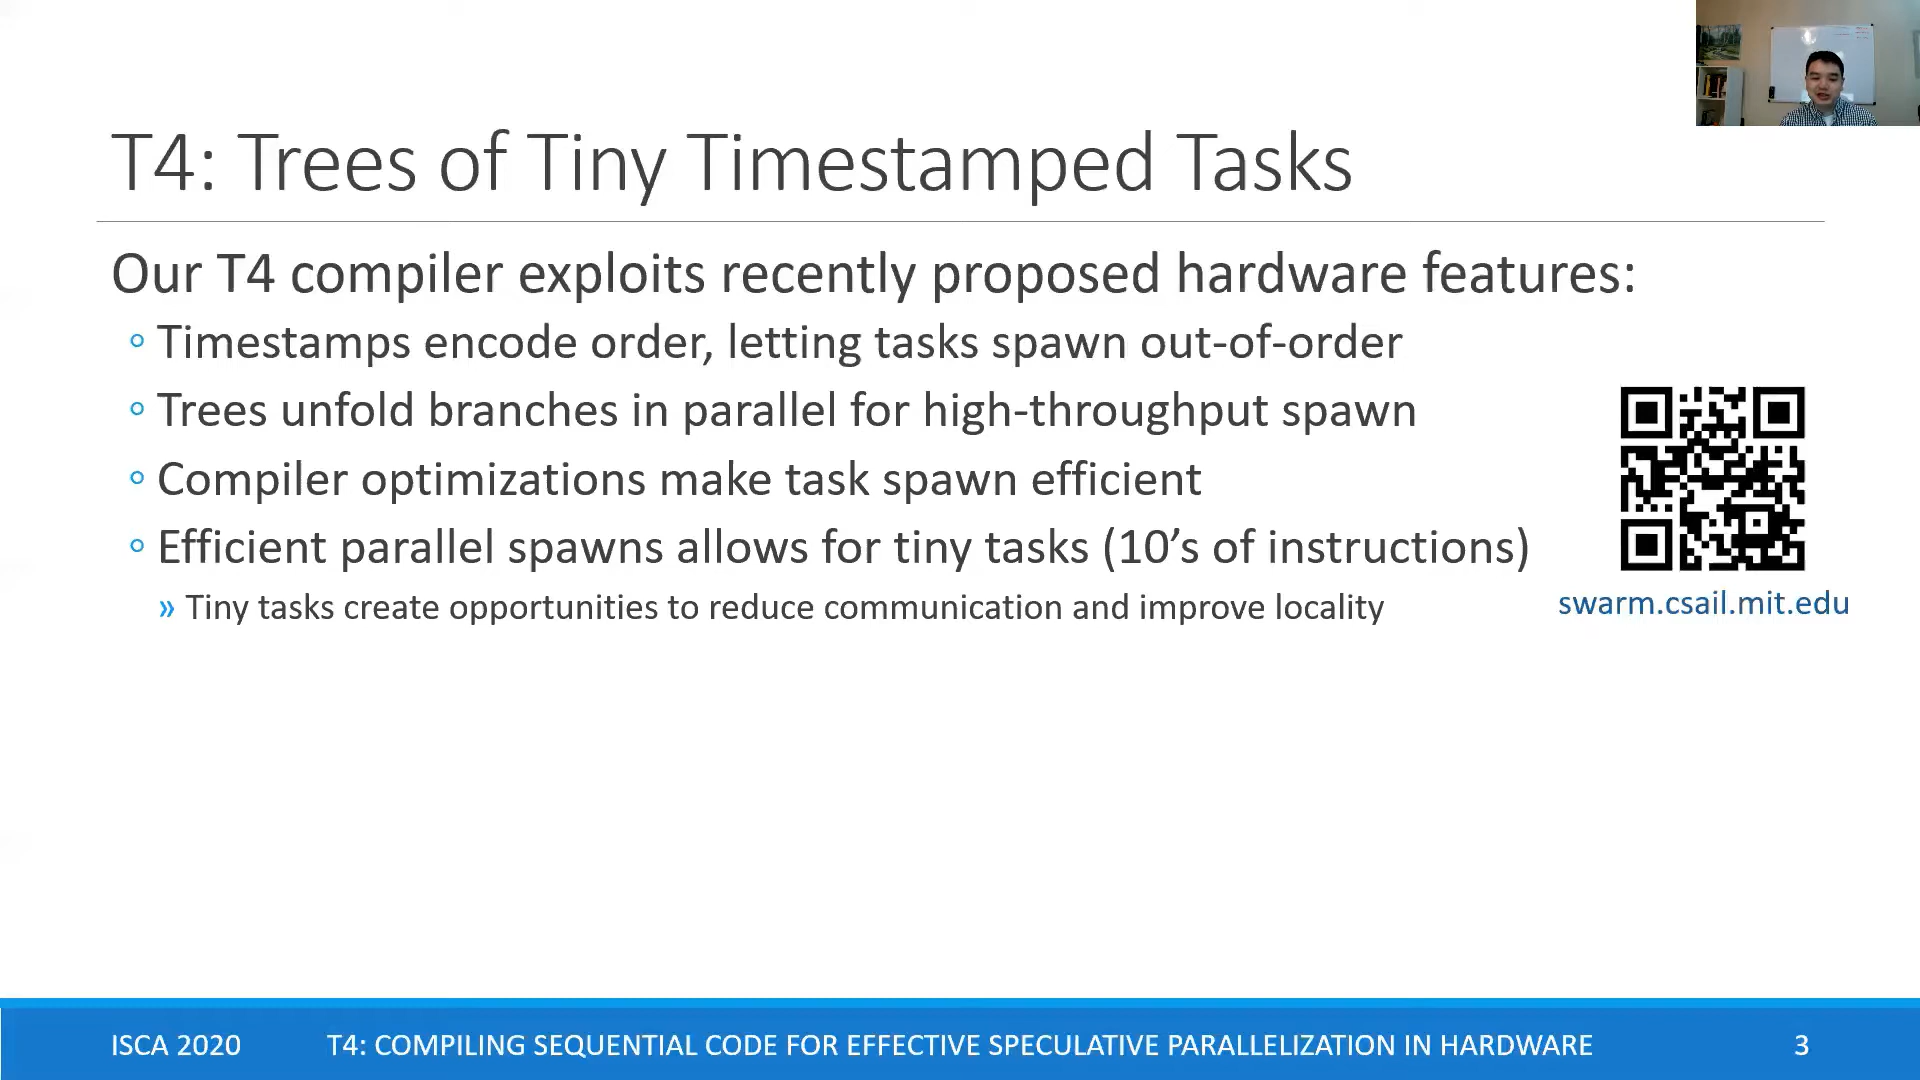 T4: Trees of Tiny Timestamped Tasks
Our T4 compiler exploits recently proposed hardware features:
Timestamps encode order, letting tasks spawn out-of-order
Trees unfold branches in parallel for high-throughput spawn
Compiler optimizations make task spawn efficient
Efficient parallel spawns allows for tiny tasks (10’s of instructions)
» Tiny tasks create opportunities to reduce communication and improve locality
swarm.csail.mit.edu
ISCA 2020 T4: COMPILING SEQUENTIAL CODE FOR EFFECTIVE SPECULATIVE PARALLELIZATION IN HARDWARE 3